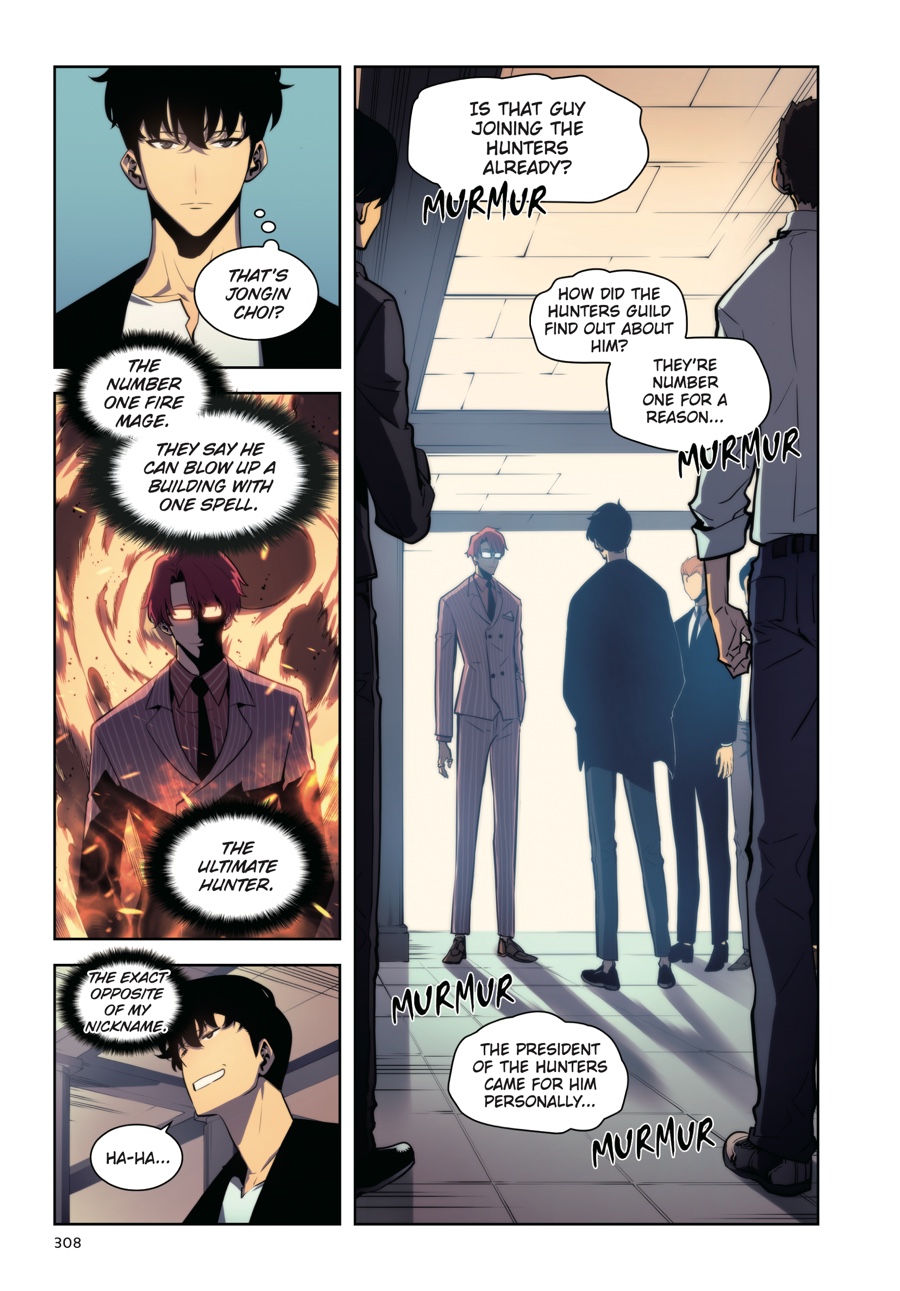 THAT'S
JONGIN
CHOI?
THE
NUMBER
ONE FIRE
MAGE.
THEY SAY HE
CAN BLOW UP A
BUILDING WITH
ONE SPELL.
THE
ULTIMATE
HUNTER.
THE EXACT
OPPOSITE
OF MY
NICKNAME.
HA-HA...
IS THAT GUY
JOINING THE
HUNTERS
ALREADY?
MURMUR
HOW DID THE
HUNTERS GUILD
FIND OUT ABOUT
HIM?
THEY'RE
NUMBER
ONE FOR A
REASON...
MURMUR
MURMUR
THE PRESIDENT
OF THE HUNTERS
CAME FOR HIM
PERSONALLY...
MURMUR
308